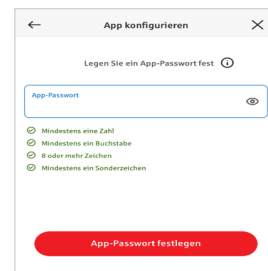 App konfigurieren
Legen Sie ein App-Passwort fest
App-Passwort
Mindestens eine Zahl
Mindestens ein Buchstabe
8 oder mehr Zeichen
Mindestens ein Sonderzeichen
App-Passwort festlegen